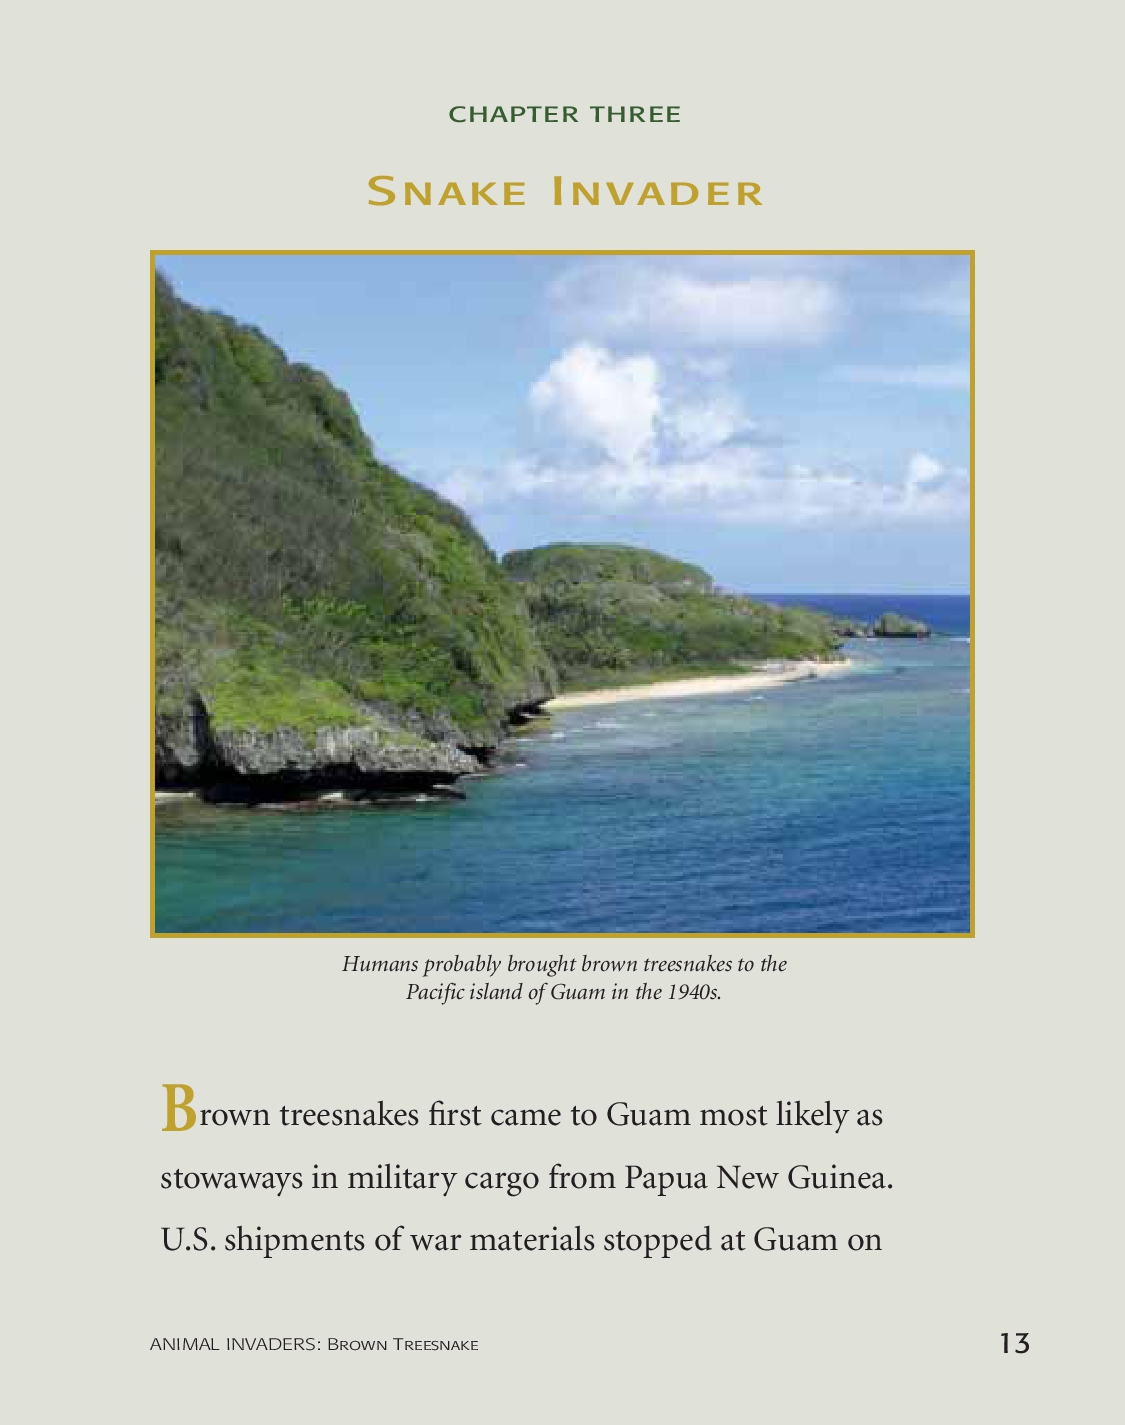 CHAPTER THREE
SNAKE INVADER
Humans probably brought brown treesnakes to the
Pacific island of Guam in the 1940s.
Brown treesnakes first came to Guam most likely as
stowaways in military cargo from Papua New Guinea.
U.S. shipments of war materials stopped at Guam on
ANIMAL INVADERS: BROWN TREESNAKE
13